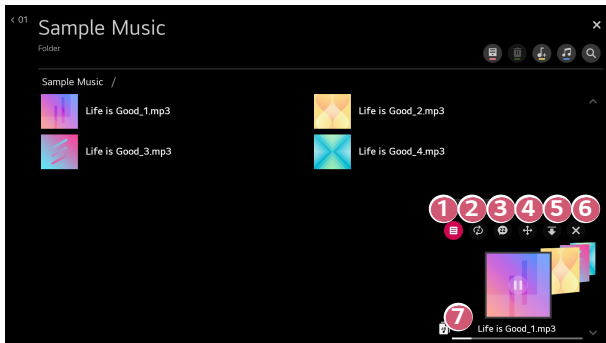 < 01
Sample Music
Folder
Sample Music /
Life is Good_1.mp3
Life is Good_2.mp3
Life is Good_3.mp3
Life is Good_4.mp3
1 2 3 4 5 6
7
Life is Good_1.mp3